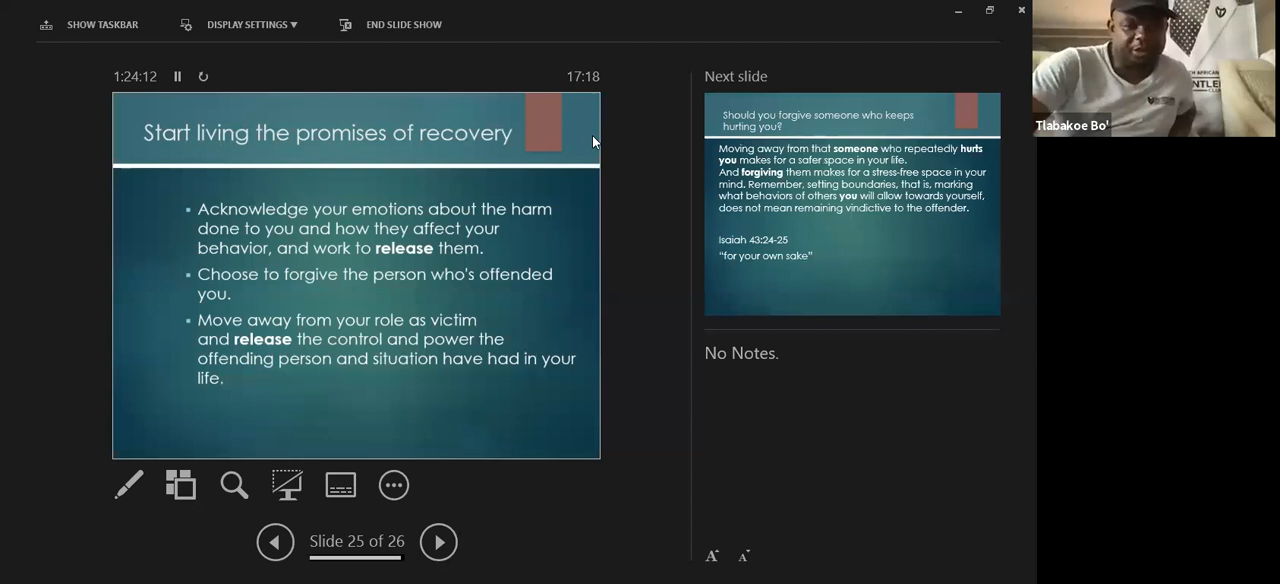 SHOW TASKBAR
DISPLAY SETTINGS ▼
END SLIDE SHOW
1:24:12
17:18
Start living the promises of recovery
▪ Acknowledge your emotions about the harm
done to you and how they affect your
behavior, and work to release them.
▪ Choose to forgive the person who's offended
you.
▪ Move away from your role as victim
and release the control and power the
offending person and situation have had in your
life.
Slide 25 of 26
Next slide
Should you forgive someone who keeps
hurting you?
Moving away from that someone who repeatedly hurts
you makes for a safer space in your life.
And forgiving them makes for a stress-free space in your
mind. Remember, setting boundaries, that is, marking
what behaviors of others you will allow towards yourself,
does not mean remaining vindictive to the offender.
Isaiah 43:24-25
"for your own sake"
No Notes.
A
A
Tlabakoe Bo'